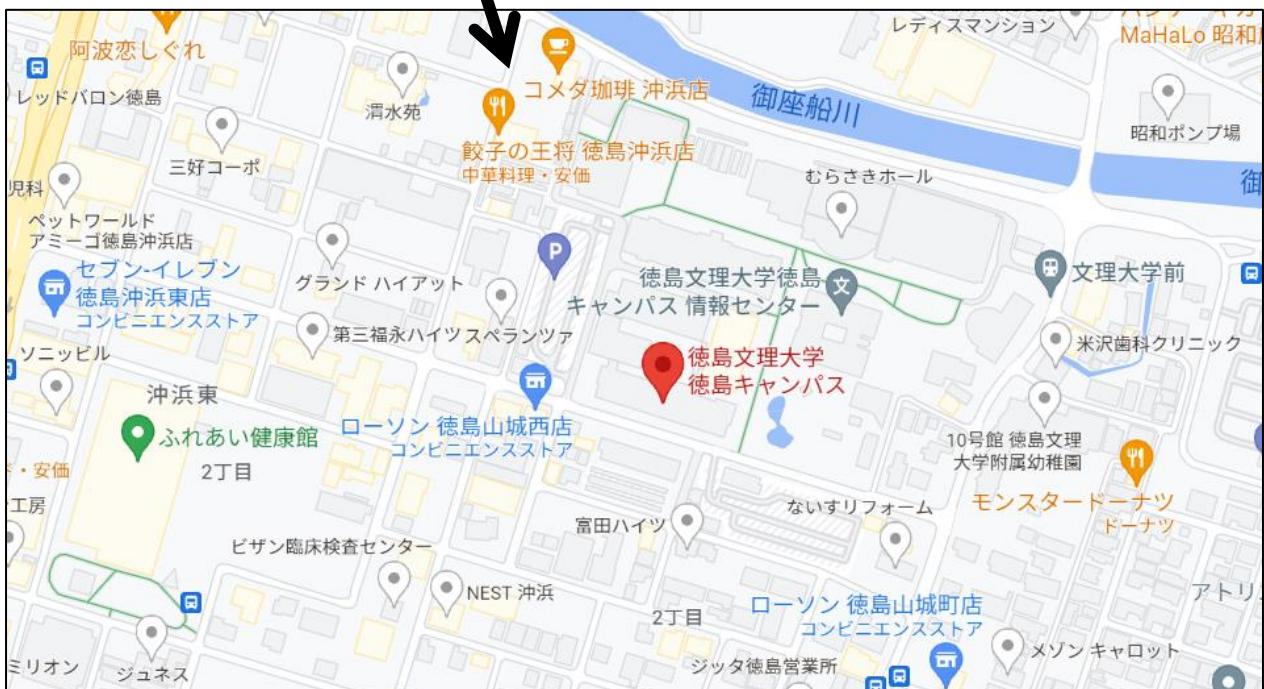 レディスマンション
MaHaLo 昭和
阿波恋しぐれ
レッドバロン徳島
渭水苑
コメダ珈琲 沖浜店
御座船川
昭和ポンプ場
三好コーポ
餃子の王将 徳島沖浜店
中華料理・安価
むらさきホール
児科
御
ペットワールド
アミーゴ徳島沖浜店
セブン-イレブン
徳島沖浜東店
コンビニエンスストア
グランド ハイアット
P
徳島文理大学徳島
キャンパス 情報センター
文
文理大学前
第三福永ハイツ
スペランツァ
米沢歯科クリニック
ソニッビル
徳島文理大学
徳島キャンパス
沖浜東
ローソン 徳島山城西店
コンビニエンスストア
ふれあい健康館
2丁目
10号館 徳島文理
大学附属幼稚園
・安価
工房
モンスタードーナツ
ドーナツ
ないすリフォーム
富田ハイツ
ビザン臨床検査センター
NEST 沖浜
2丁目
ローソン 徳島山城町店
コンビニエンスストア
アトリ
ミリオン
ジュネス
ジッタ徳島営業所
メゾン キャロット